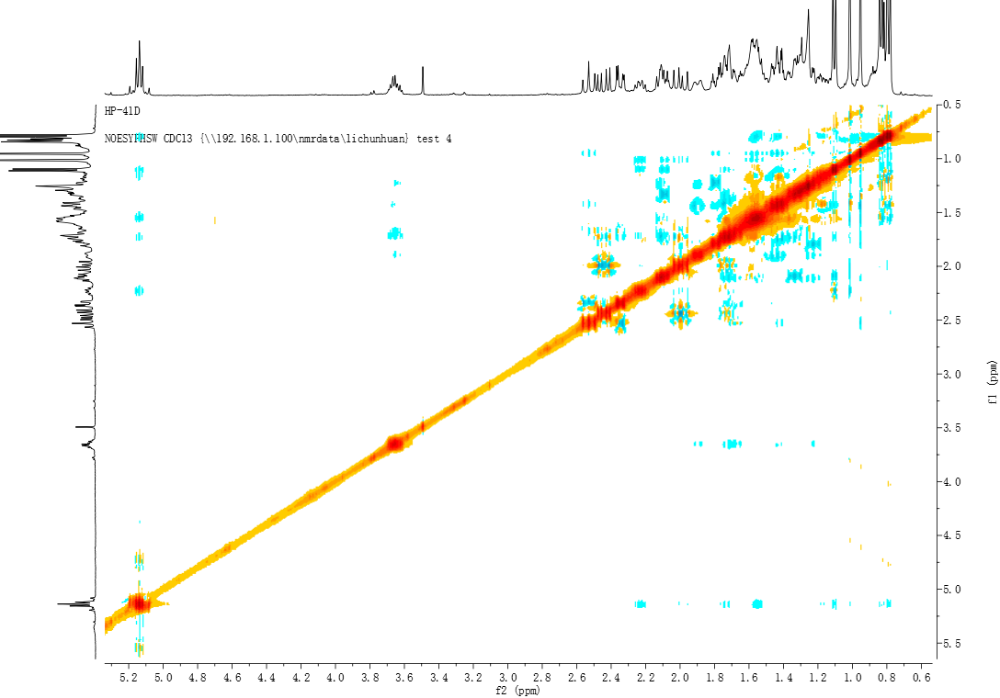 HP-41D
NOESYPHSW CDCl3 {\\192.168.1.100\nmrdata\lichunhuan} test 4
0.5
1.0
1.5
2.0
2.5
3.0
3.5
4.0
4.5
5.0
5.5
f1 (ppm)
5.2 5.0 4.8 4.6 4.4 4.2 4.0 3.8 3.6 3.4 3.2 3.0 2.8 2.6 2.4 2.2 2.0 1.8 1.6 1.4 1.2 1.0 0.8 0.6
f2 (ppm)